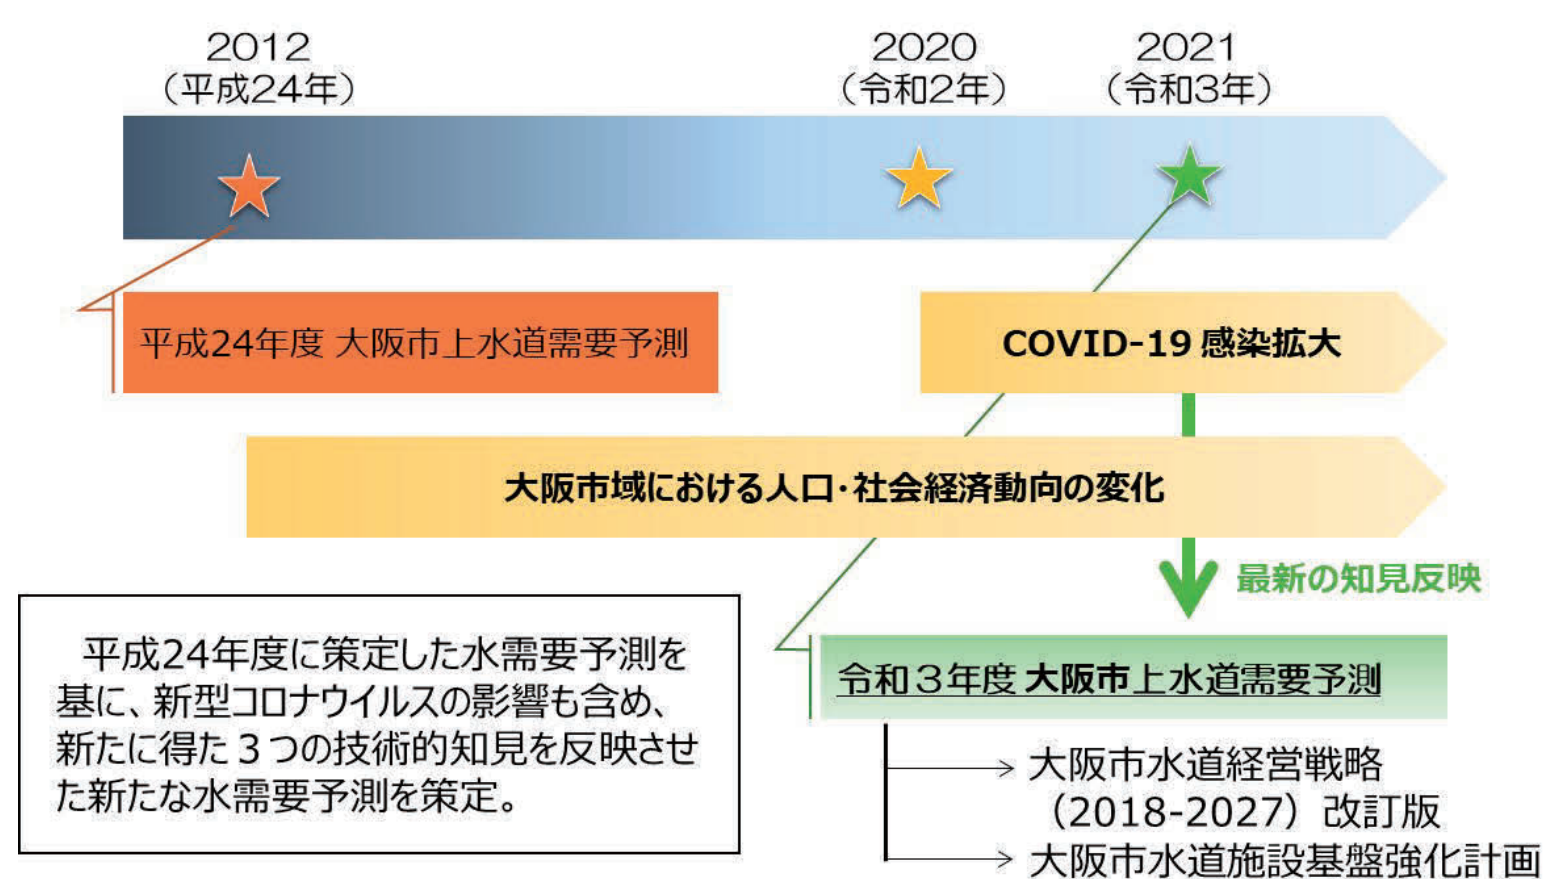 2012
（平成24年）
2020
（令和2年）
2021
（令和3年）
平成24年度 大阪市上水道需要予測
COVID-19 感染拡大
大阪市域における人口・社会経済動向の変化
最新の知見反映
平成24年度に策定した水需要予測を
基に、新型コロナウイルスの影響も含め、
新たに得た３つの技術的知見を反映させ
た新たな水需要予測を策定。
令和３年度 大阪市上水道需要予測
大阪市水道経営戦略
（2018-2027）改訂版
大阪市水道施設基盤強化計画